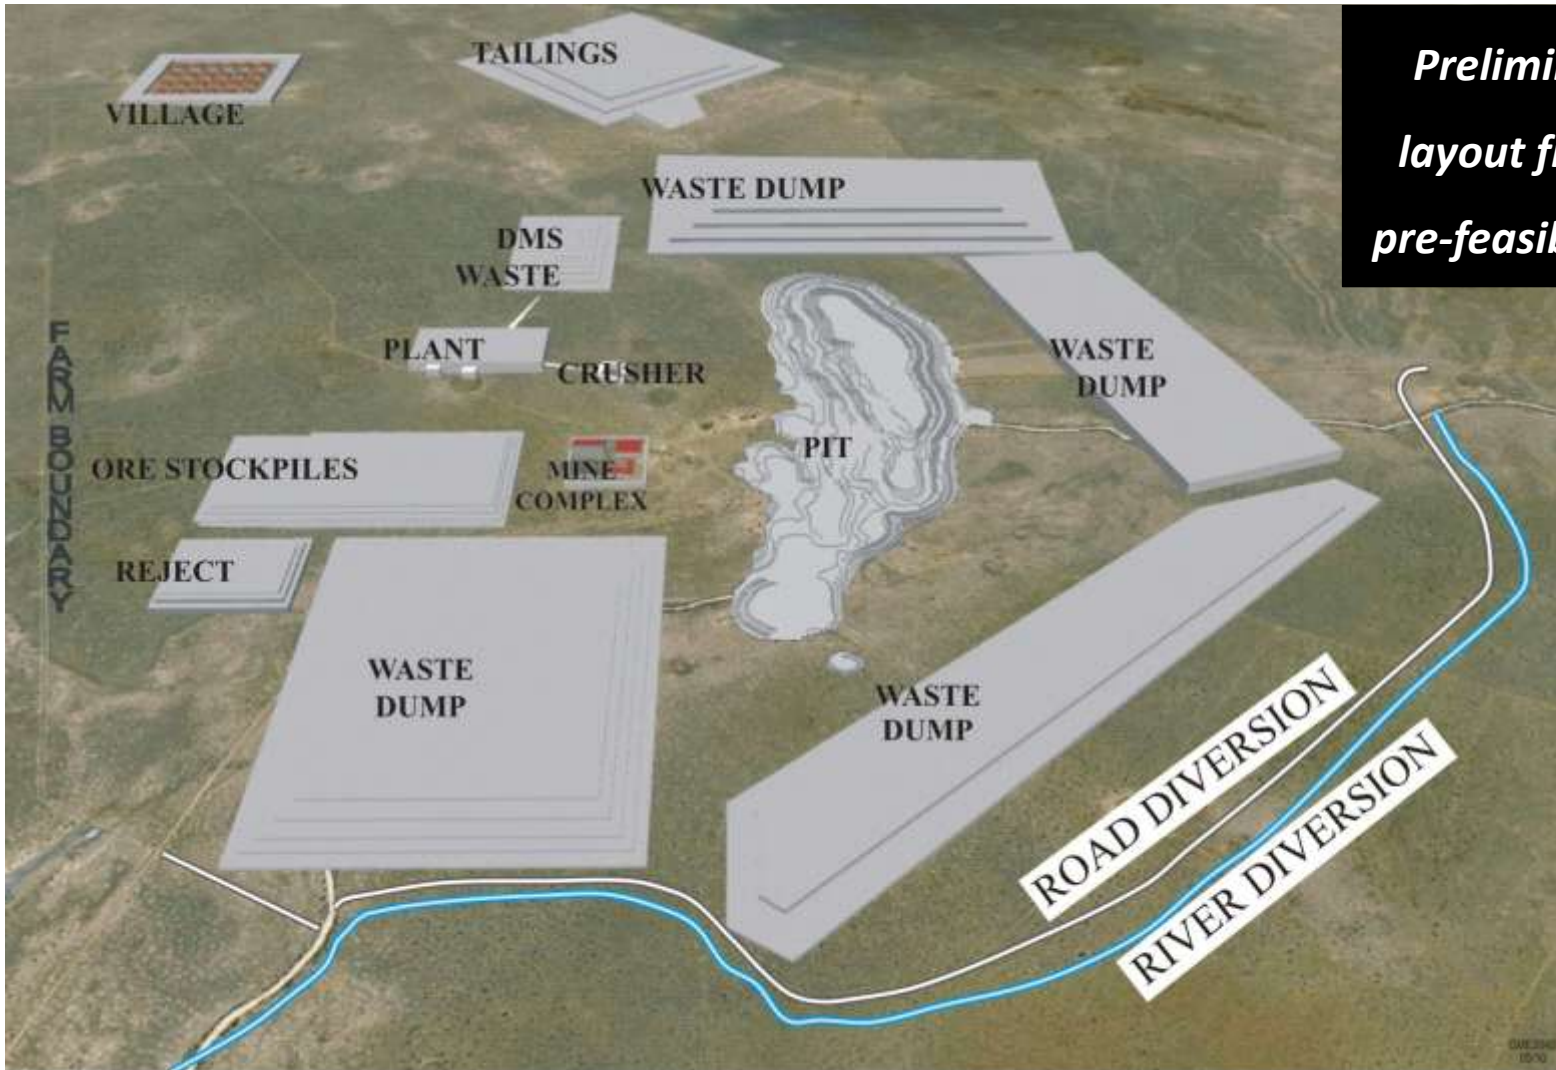 TAILINGS
VILLAGE
WASTE DUMP
DMS
WASTE
PLANT
CRUSHER
WASTE
DUMP
PIT
ORE STOCKPILES
MINE
COMPLEX
REJECT
FARM BOUNDARY
WASTE
DUMP
WASTE
DUMP
ROAD DIVERSION
RIVER DIVERSION
layout